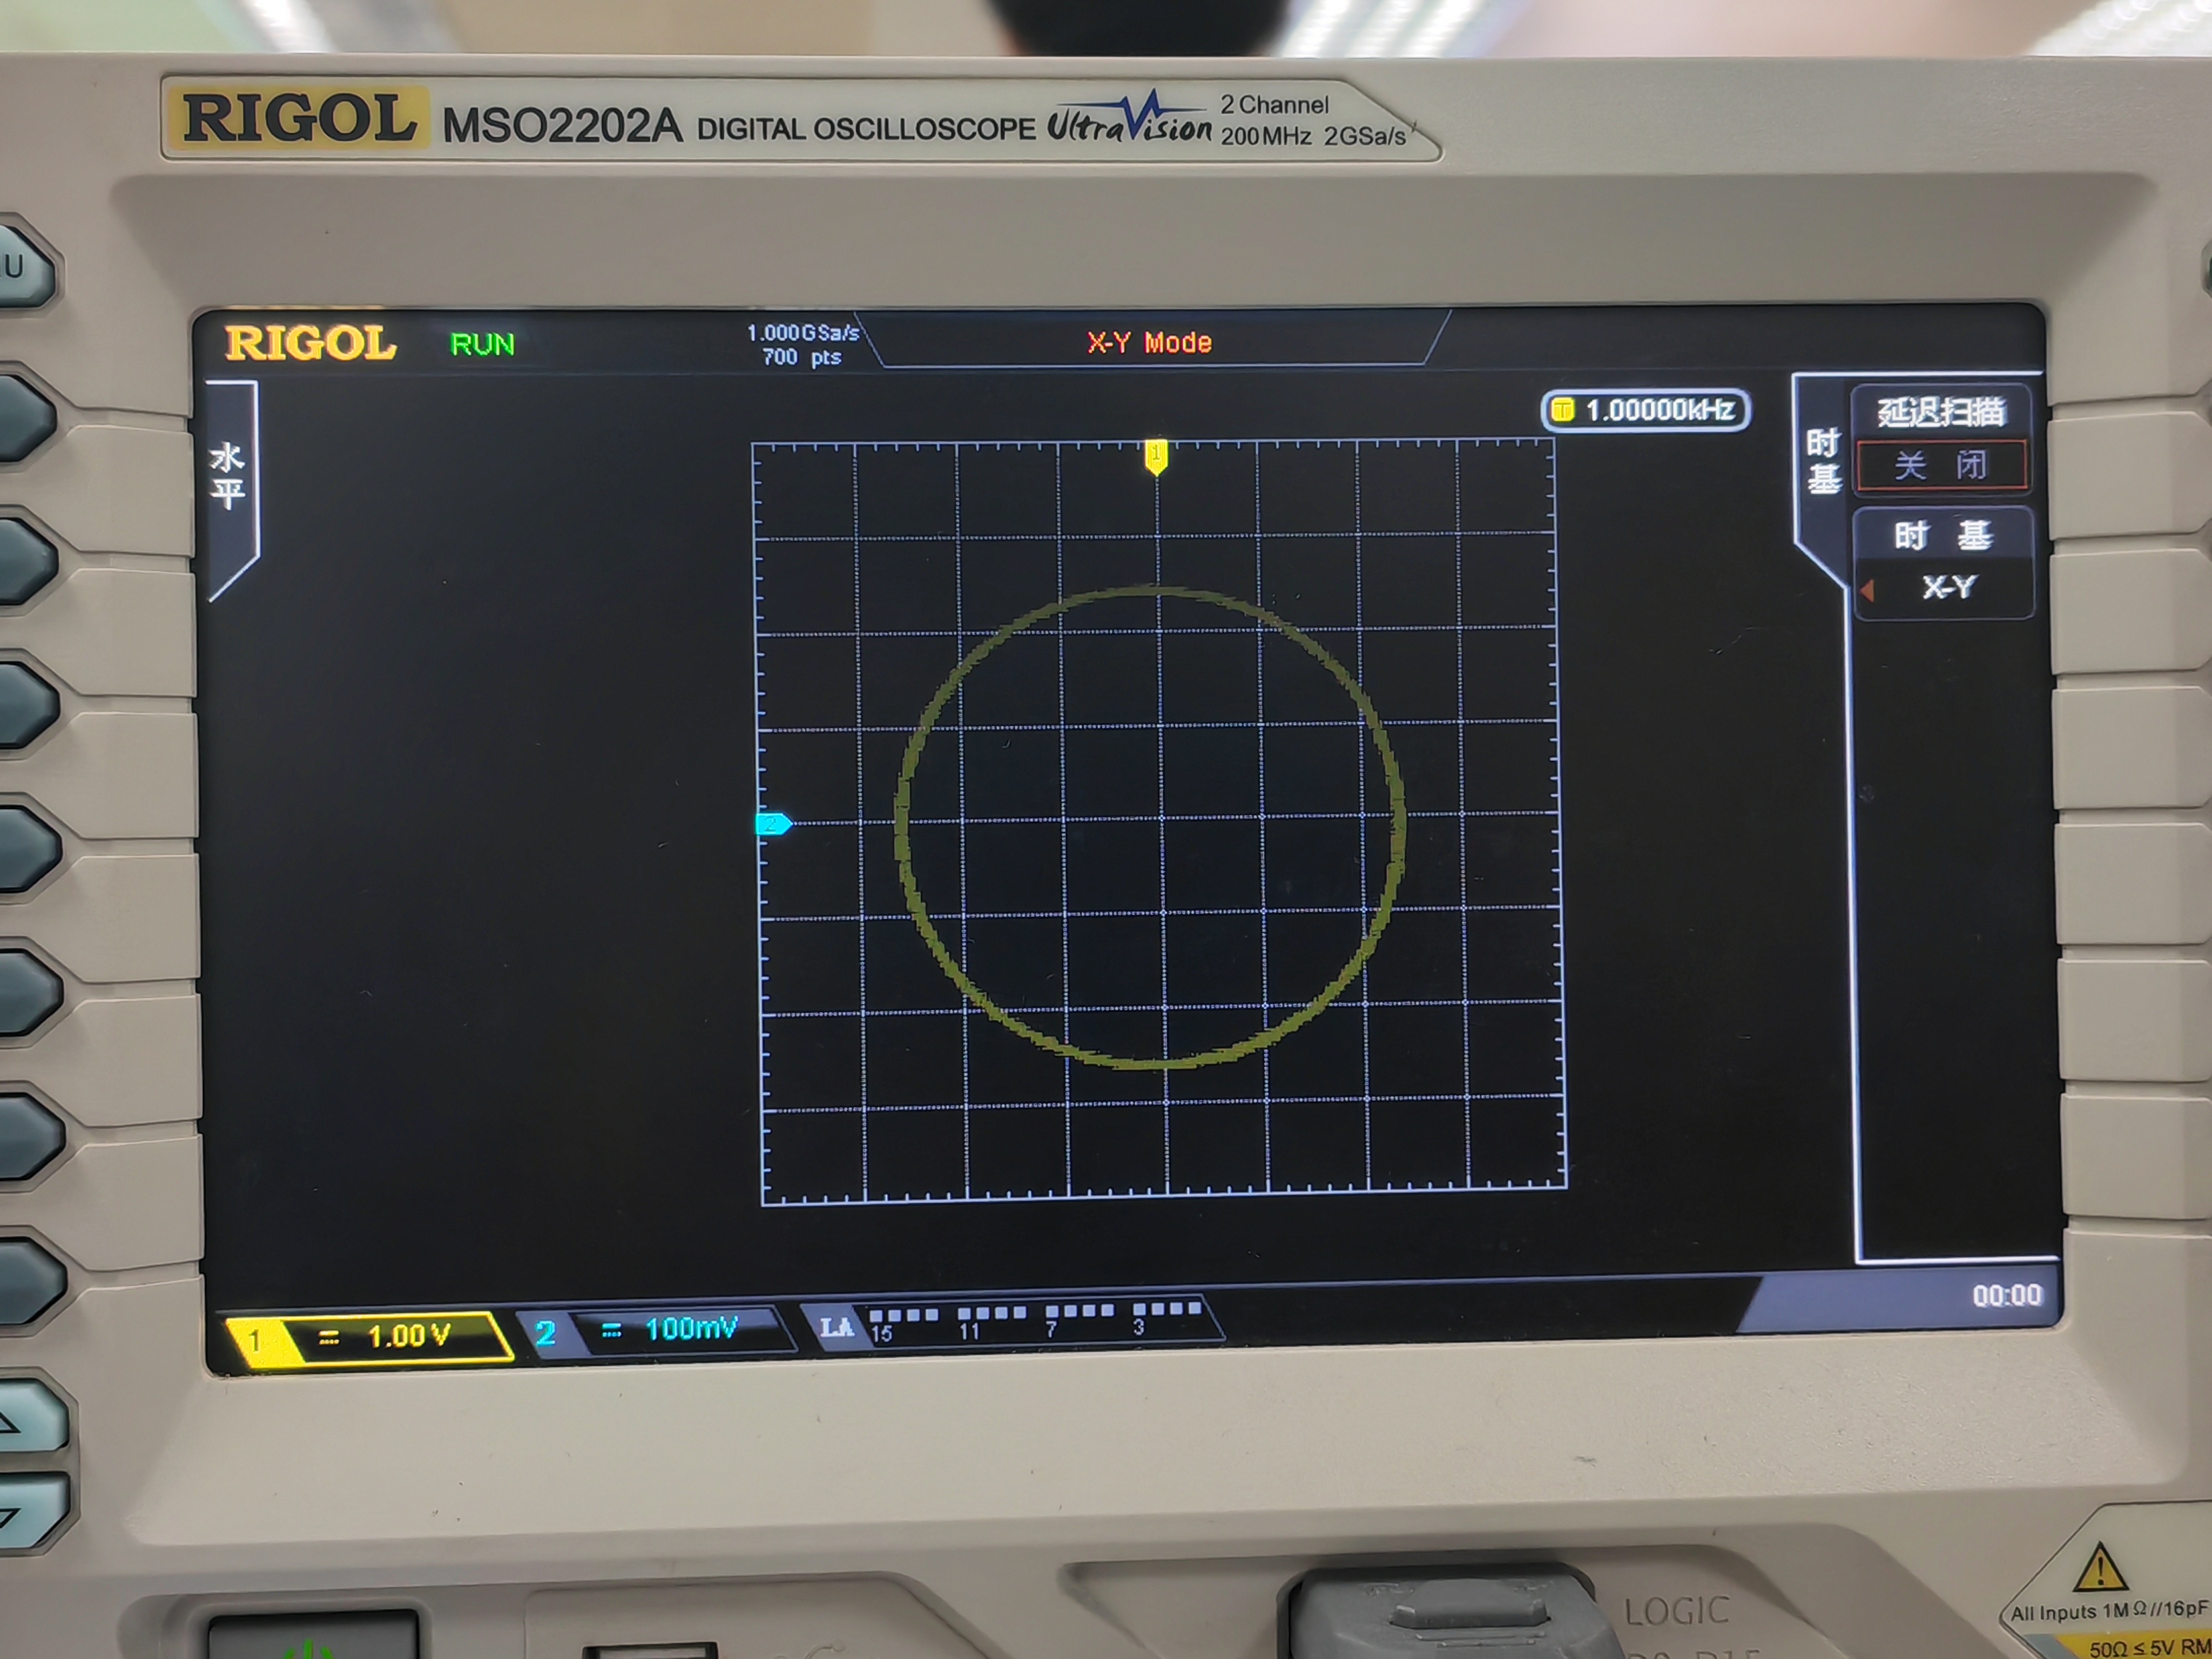 RIGOL MSO2202A DIGITAL OSCILLOSCOPE UltraVision
2 Channel
200MHz 2GSa/s
U
RIGOL RUN
1.000GSa/s
700 pts
X-Y Mode
水平
T 1.00000kHz
时基
延迟扫描
关闭
时基
X-Y
1
2
1 1.00V
2 100mV
LA
15 11 7 3
00:00
LOGIC
All Inputs 1MΩ//16pF
50Ω≤5V RM